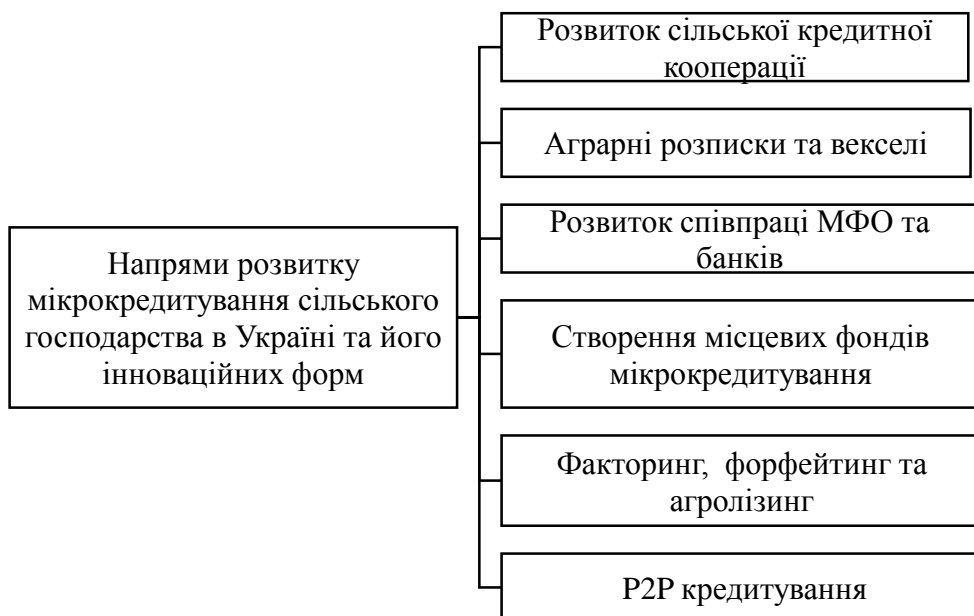 Напрями розвитку
мікрокредитування сільського
господарства в Україні та його
інноваційних форм
Розвиток сільської кредитної
кооперації
Аграрні розписки та векселі
Розвиток співпраці МФО та
банків
Створення місцевих фондів
мікрокредитування
Факторинг, форфейтинг та
агролізинг
P2P кредитування